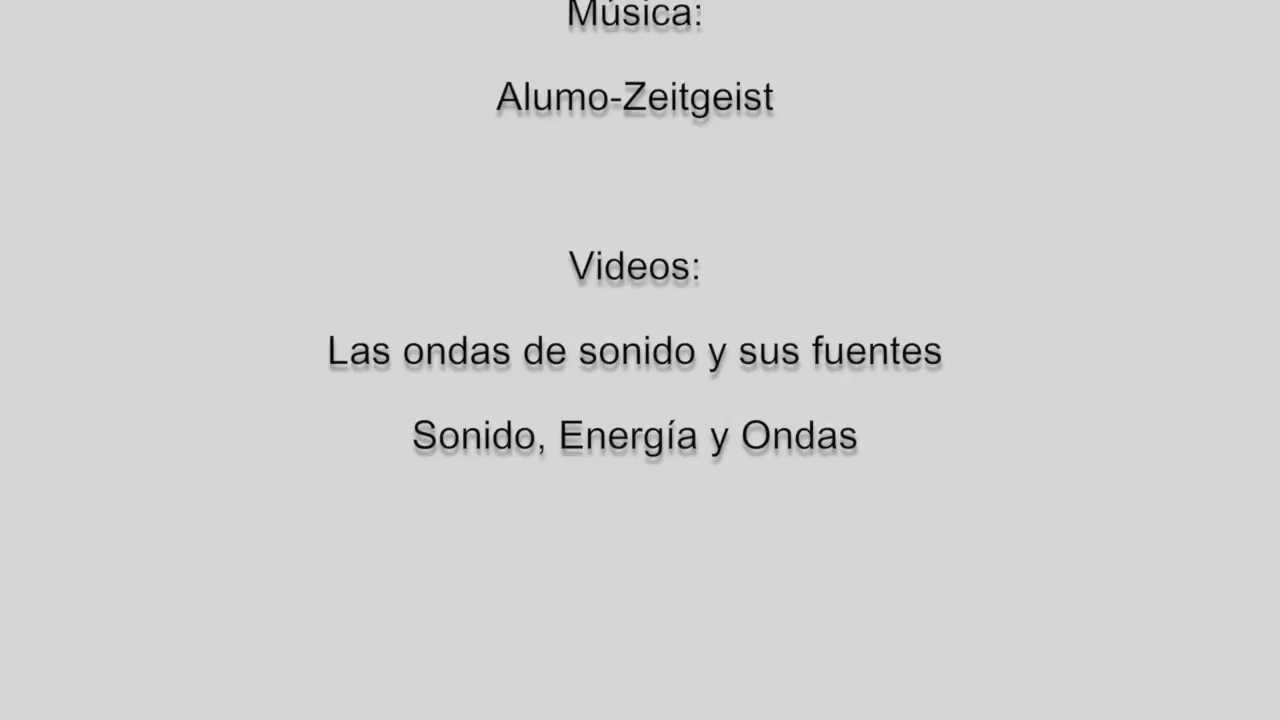 Música:
Alumo-Zeitgeist
Videos:
Las ondas de sonido y sus fuentes
Sonido, Energía y Ondas